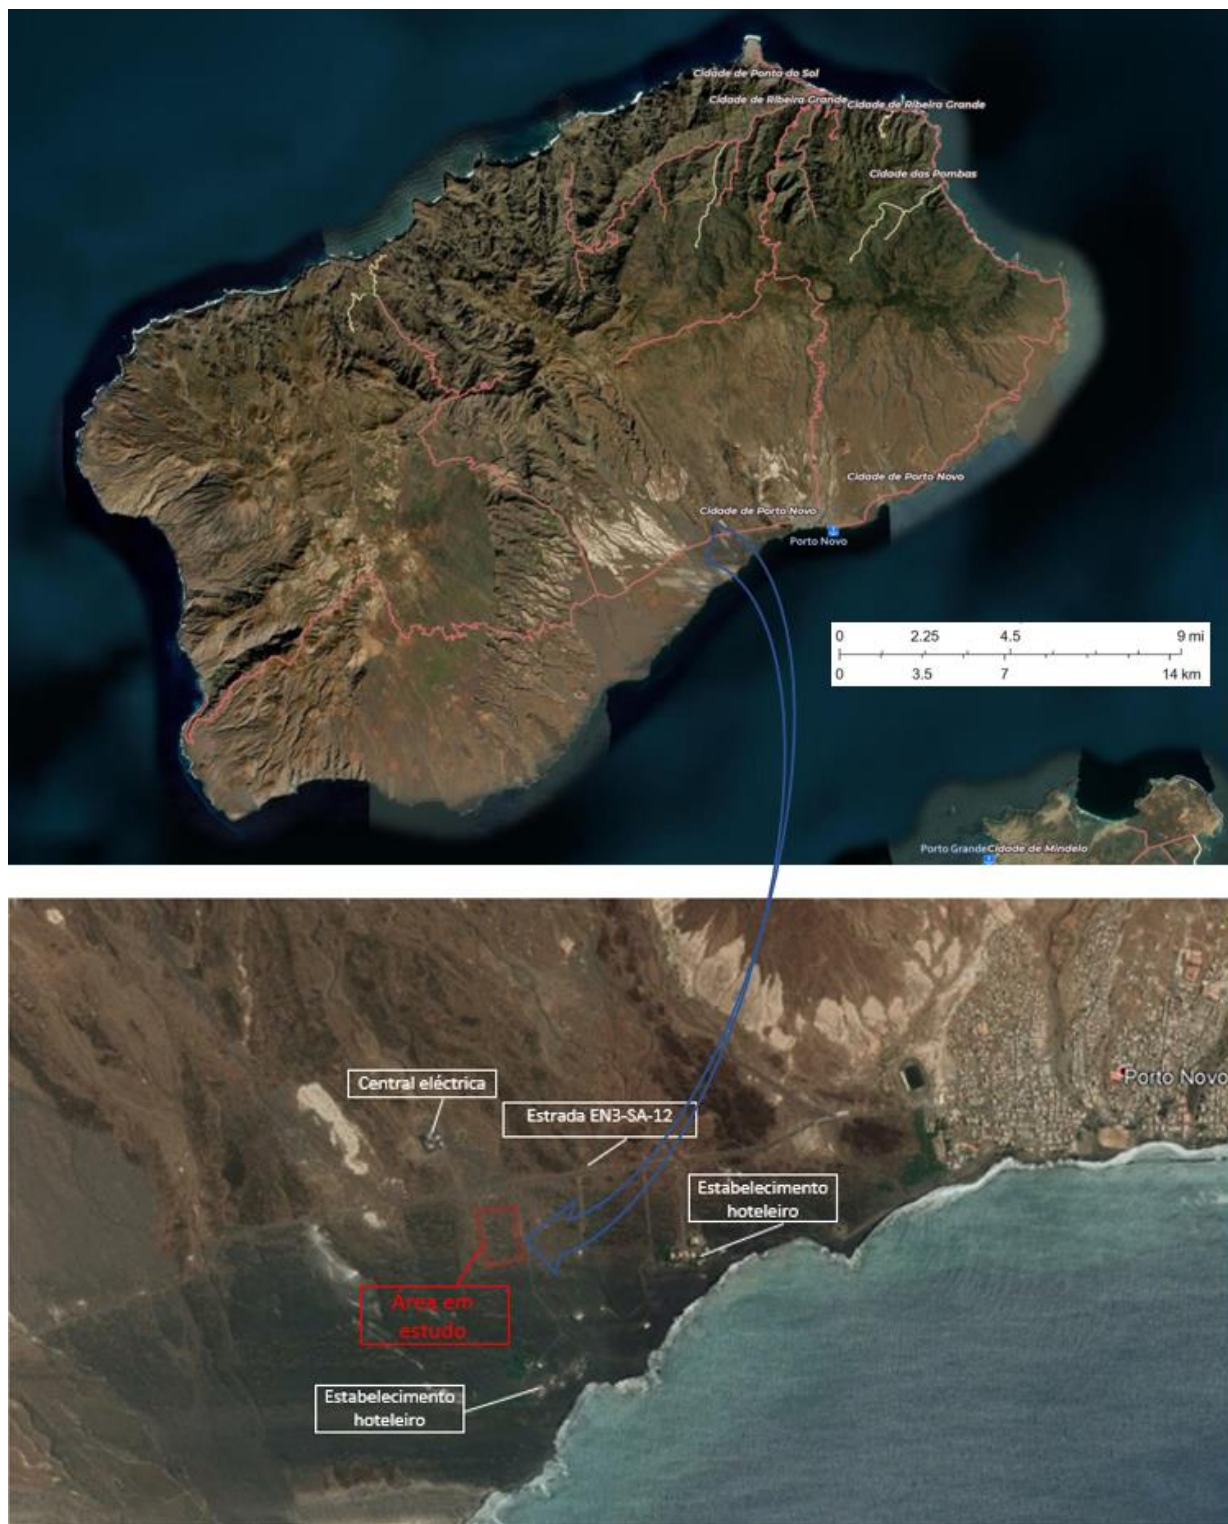 Cidade de Ponta do Sol
Cidade de Ribeira Grande
Cidade de Ribeira Grande
Cidade das Pombas
Cidade de Porto Novo
Cidade de Porto Novo
Porto Novo
0 2.25 4.5 9 mi
0 3.5 7 14 km
Porto Grande
Cidade de Mindelo
Central eléctrica
Porto Novo
Estrada EN3-SA-12
Estabelecimento
hoteleiro
Área em
estudo
Estabelecimento
hoteleiro